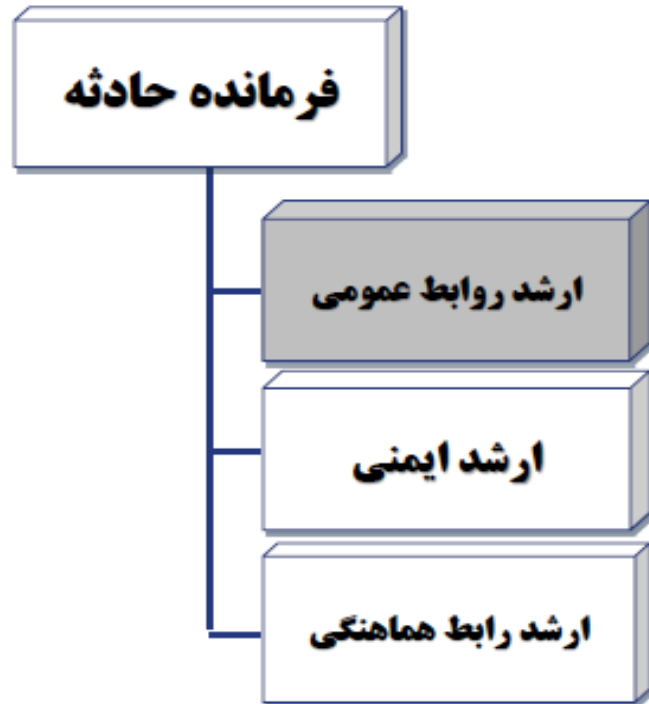 فرمانده حادثه
ارشد روابط عمومی
ارشد ایمنی
ارشد رابط هماهنگی